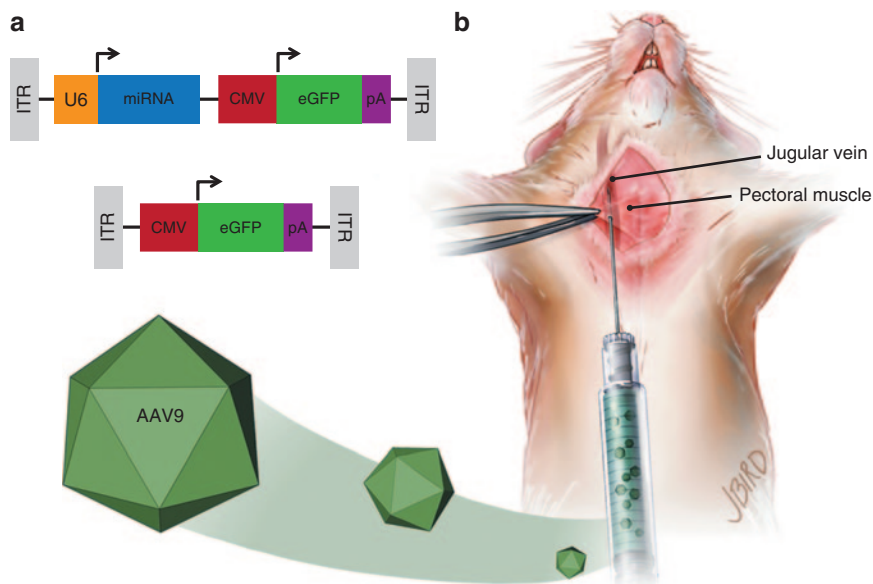 a
b
ITR
U6
miRNA
CMV
eGFP
pA
ITR
Jugular vein
Pectoral muscle
ITR
CMV
eGFP
pA
ITR
AAV9
JBIRD